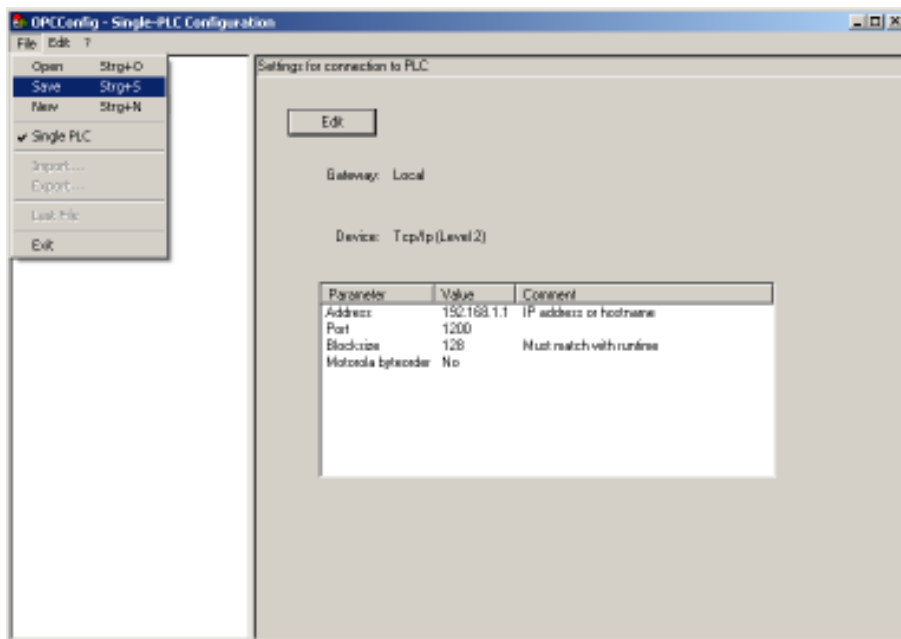 OPCConfig - Single-PLC Configuration
File Edit ?
Open Strg+O
Save Strg+S
New Strg+N
Single PLC
Import ...
Export ...
Last File
Exit
Settings for connection to PLC
Edit
Gateway: Local
Device: Tcp/Ip (Level 2)
Parameter Value Comment
Address 192.168.1.1 IP address or hostname
Port 1200
Blocksize 128 Must match with runtime
Motorola byteorder No